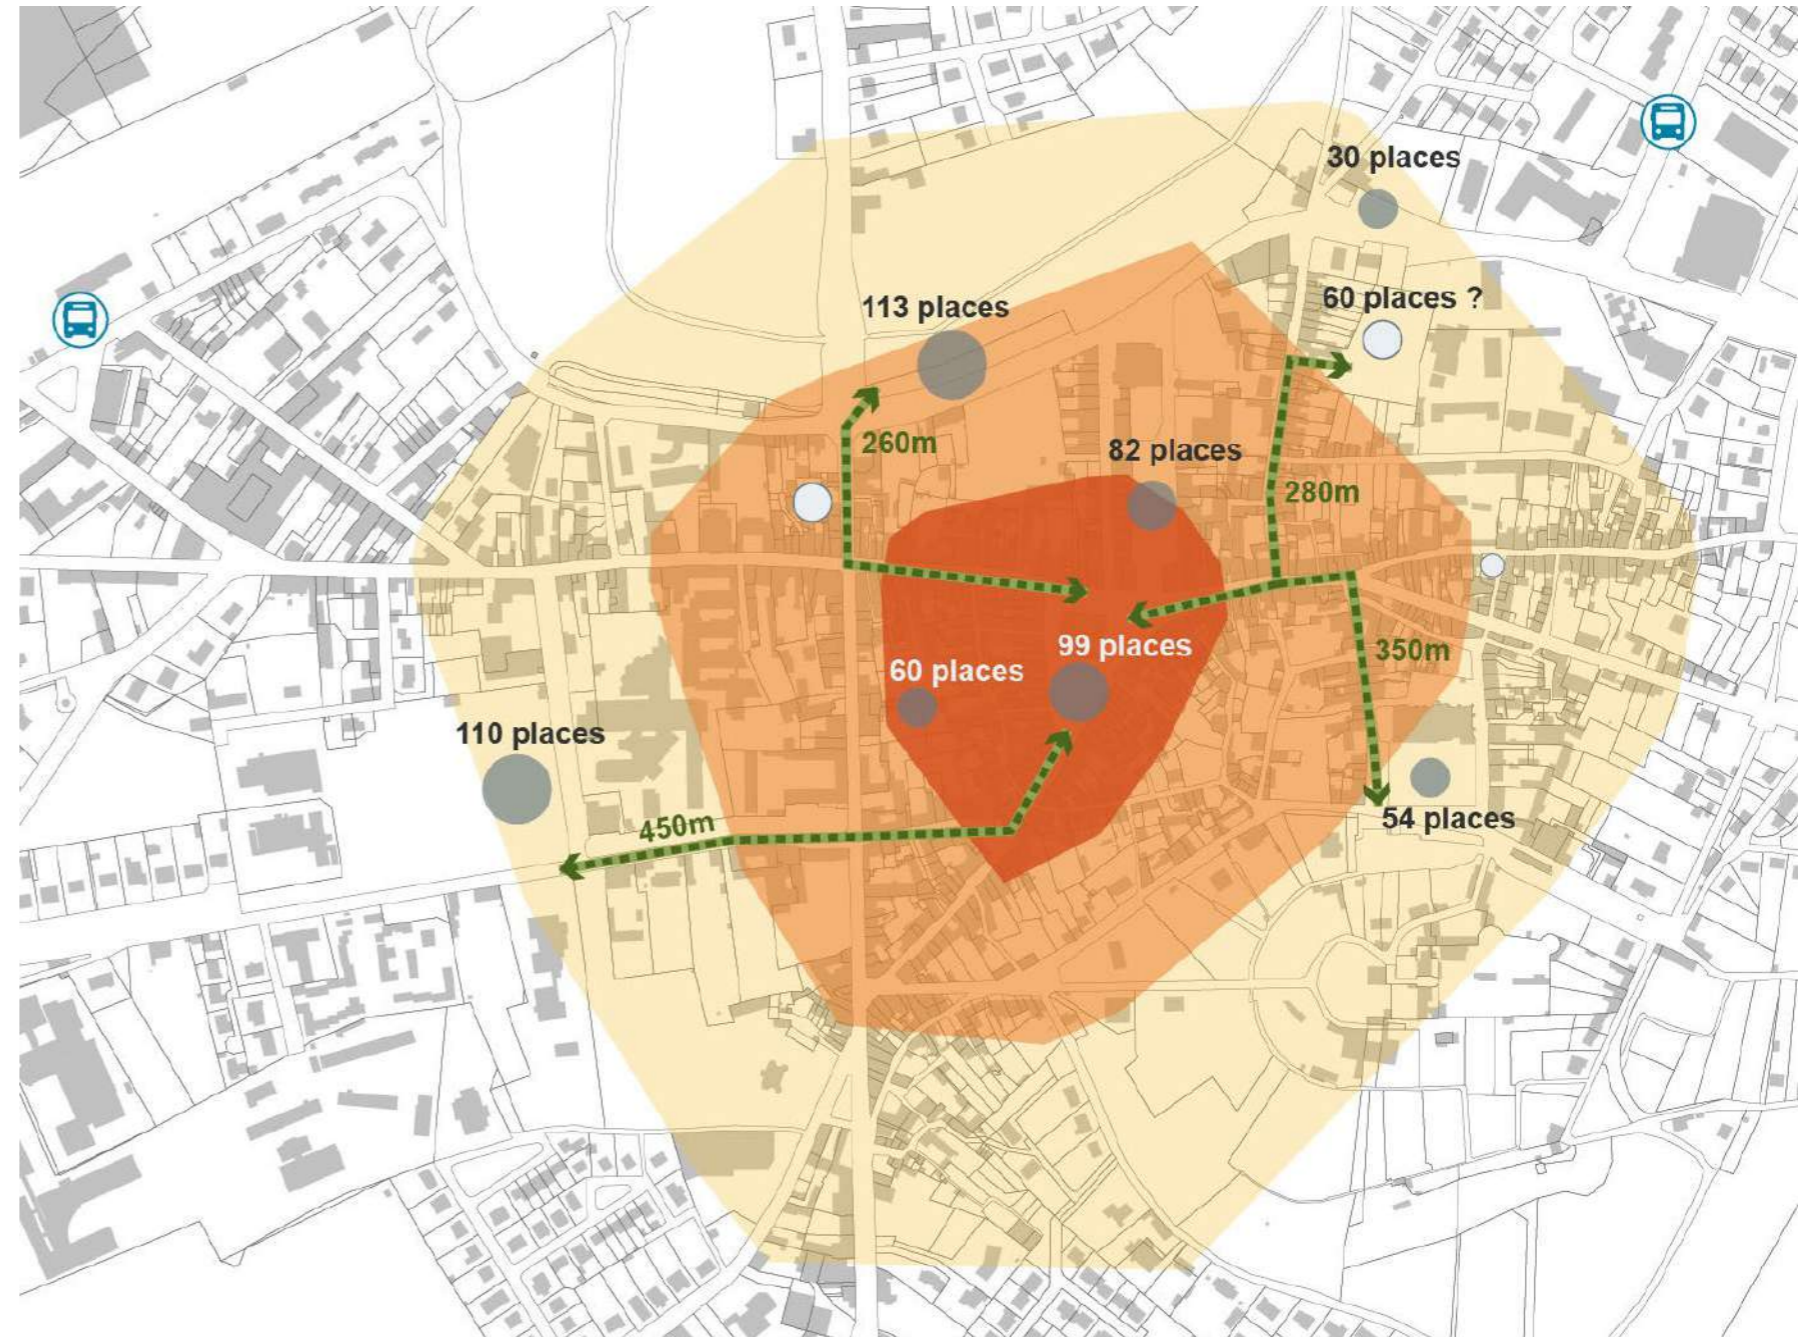 30 places
60 places ?
113 places
260m
82 places
280m
99 places
350m
60 places
110 places
54 places
450m